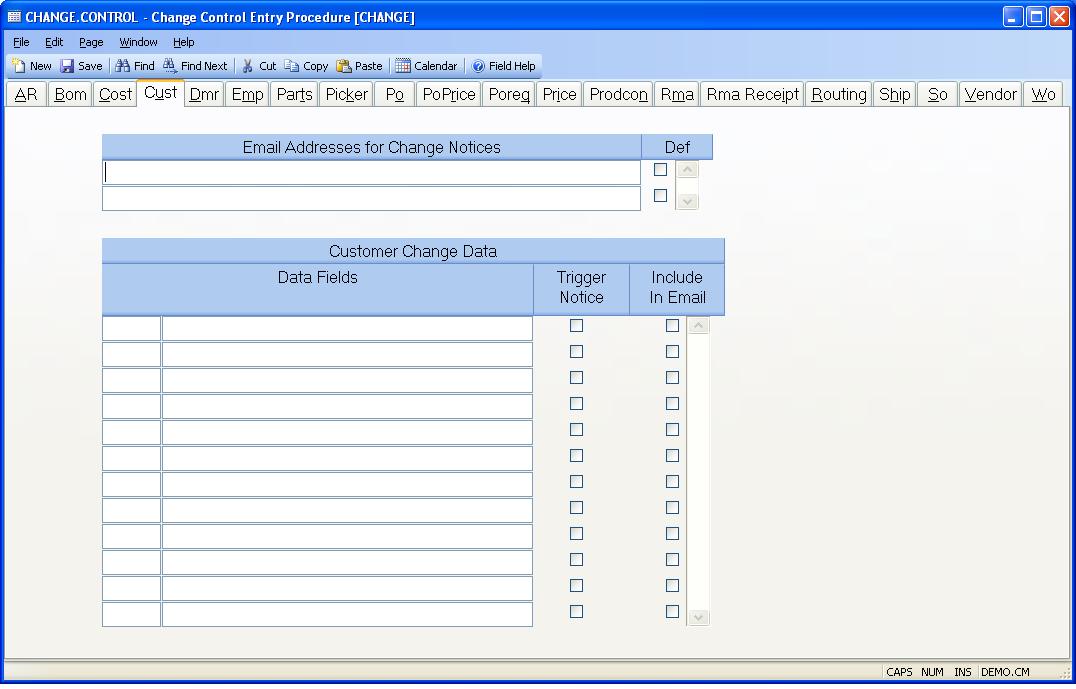 CHANGE.CONTROL - Change Control Entry Procedure [CHANGE]
File Edit Page Window Help
New Save Find Find Next Cut Copy Paste Calendar Field Help
AR Bom Cost Cust Dmr Emp Parts Picker Po PoPrice Poreq Price Prodcon Rma Rma Receipt Routing Ship So Vendor Wo
Email Addresses for Change Notices Def
Customer Change Data
Data Fields Trigger Notice Include In Email
CAPS NUM INS DEMO.CM